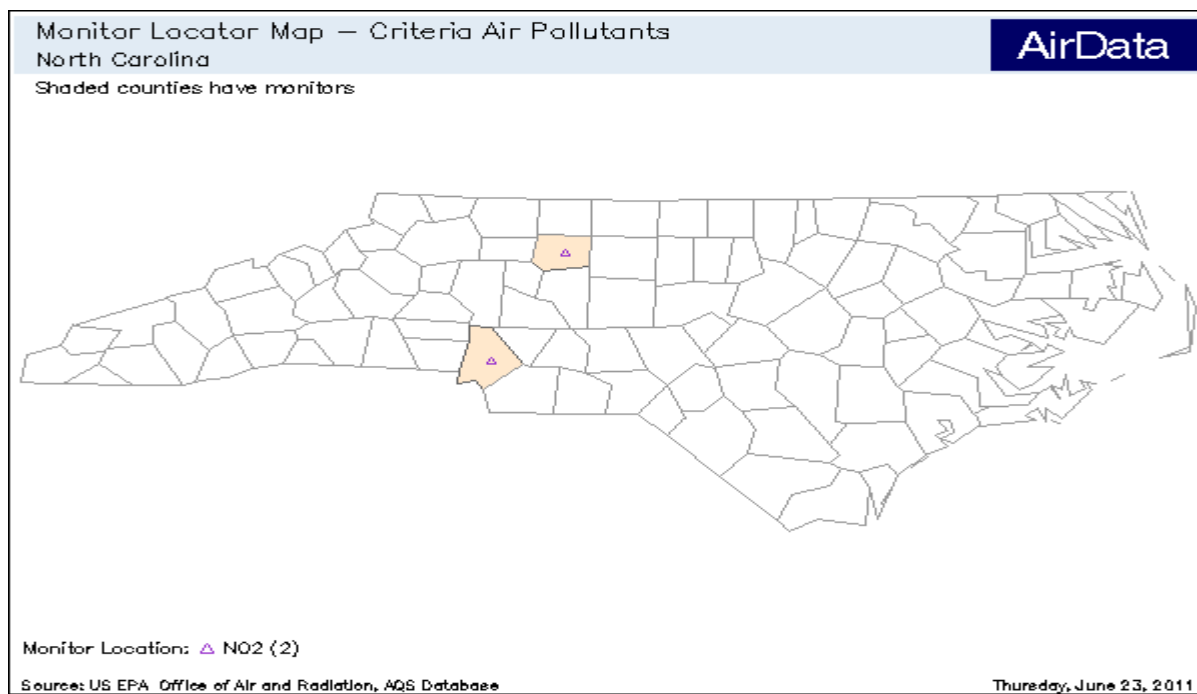 Monitor Locator Map – Criteria Air Pollutants
North Carolina
AirData
Shaded counties have monitors
Monitor Location: △ NO2 (2)
Source: US EPA Office of Air and Radiation, AQS Database
Thursday, June 23, 2011